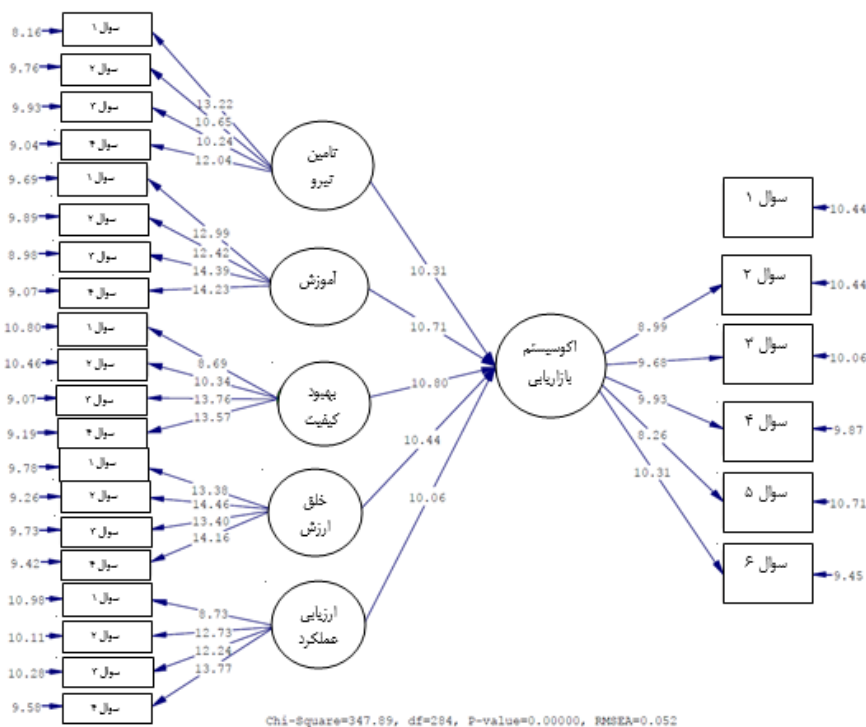 8.16
سوال ۱
9.76
سوال ۲
9.93
سوال ۳
9.04
سوال ۴
13.22
10.65
10.24
12.04
تامین
تیرو
9.69
سوال ۱
9.89
سوال ۲
8.98
سوال ۳
9.07
سوال ۴
12.99
12.42
14.39
14.23
آموزش
10.80
سوال ۱
10.46
سوال ۲
9.07
سوال ۳
9.19
سوال ۴
8.69
10.34
13.76
13.57
بهبود
کیفیت
9.78
سوال ۱
9.26
سوال ۲
9.73
سوال ۳
9.42
سوال ۴
13.38
14.46
13.40
14.16
خلق
ارزش
10.98
سوال ۱
10.11
سوال ۲
10.28
سوال ۳
9.58
سوال ۴
8.73
12.73
12.24
13.77
ارزیابی
عملکرد
10.31
10.71
10.80
10.44
10.06
اکوسیستم
بازاریابی
8.99
9.68
9.93
8.26
10.31
سوال ۱
10.44
سوال ۲
10.44
سوال ۳
10.06
سوال ۴
9.87
سوال ۵
10.71
سوال ۶
9.45
Chi-Square=347.89, df=284, P-value=0.00000, RMSEA=0.052